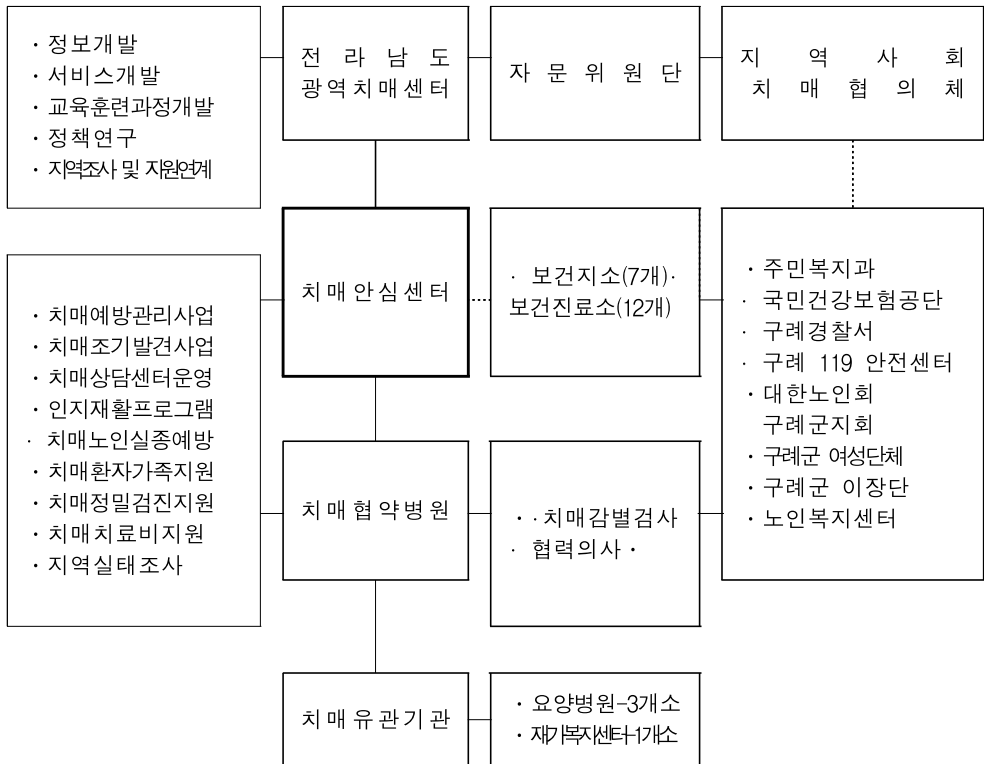 · 정보개발
· 서비스개발
· 교육훈련과정개발
· 정책연구
· 지역조사 및 지원연계
전 라 남 도
광역치매센터
자 문 위 원 단
지 역 사 회
치 매 협 의 체
· 치매예방관리사업
· 치매조기발견사업
· 치매상담센터운영
· 인지재활프로그램
· 치매노인실종예방
· 치매환자가족지원
· 치매정밀검진지원
· 치매치료비지원
· 지역실태조사
치매안심센터
· 보건지소(7개)·
보건진료소(12개)
· 주민복지과
· 국민건강보험공단
· 구례경찰서
· 구례 119 안전센터
· 대한노인회
구례군지회
· 구례군 여성단체
· 구례군 이장단
· 노인복지센터
치매협약병원
· · 치매감별검사
· 협력의사 ·
치매유관기관
· 요양병원-3개소
· 재가복지센터-1개소